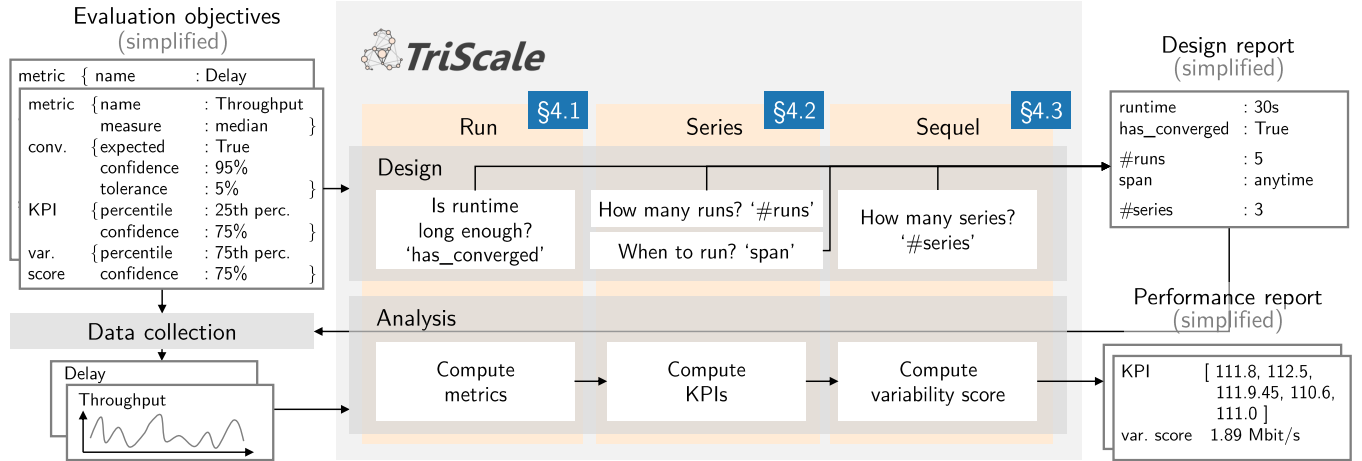 Evaluation objectives
(simplified)
metric { name : Delay
metric {name : Throughput
measure : median }
conv. {expected : True
confidence : 95%
tolerance : 5% }
KPI {percentile : 25th perc.
confidence : 75% }
var. {percentile : 75th perc.
score confidence : 75% }
Data collection
Delay
Throughput
TriScale
§4.1
§4.2
§4.3
Run
Series
Sequel
Design
Is runtime
long enough?
‘has_converged’
How many runs? ‘#runs’
When to run? ‘span’
How many series?
‘#series’
Analysis
Compute
metrics
Compute
KPIs
Compute
variability score
Design report
(simplified)
runtime : 30s
has_converged : True
#runs : 5
span : anytime
#series : 3
Performance report
(simplified)
KPI [ 111.8, 112.5,
111.9.45, 110.6,
111.0 ]
var. score 1.89 Mbit/s